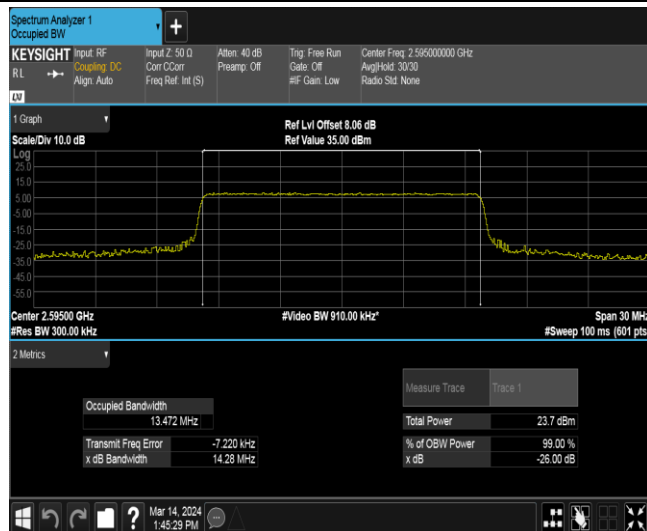 Spectrum Analyzer 1
Occupied BW
KEYSIGHT
RL
Input: RF
Coupling: DC
Align: Auto
Input Z: 50 Ω
Corr CCorr
Freq Ref: Int (S)
Atten: 40 dB
Preamp: Off
Trig: Free Run
Gate: Off
#IF Gain: Low
Center Freq: 2.595000000 GHz
Avg|Hold: 30/30
Radio Std: None
1 Graph
Scale/Div 10.0 dB
Ref Lvl Offset 8.06 dB
Ref Value 35.00 dBm
Log
25.0
15.0
5.00
-5.00
-15.0
-25.0
-35.0
-45.0
-55.0
Center 2.59500 GHz
#Res BW 300.00 kHz
#Video BW 910.00 kHz*
Span 30 MHz
#Sweep 100 ms (601 pts)
2 Metrics
Measure Trace Trace 1
Occupied Bandwidth
13.472 MHz
Total Power 23.7 dBm
Transmit Freq Error -7.220 kHz
% of OBW Power 99.00 %
x dB Bandwidth 14.28 MHz
x dB -26.00 dB
?
Mar 14, 2024
1:45:29 PM